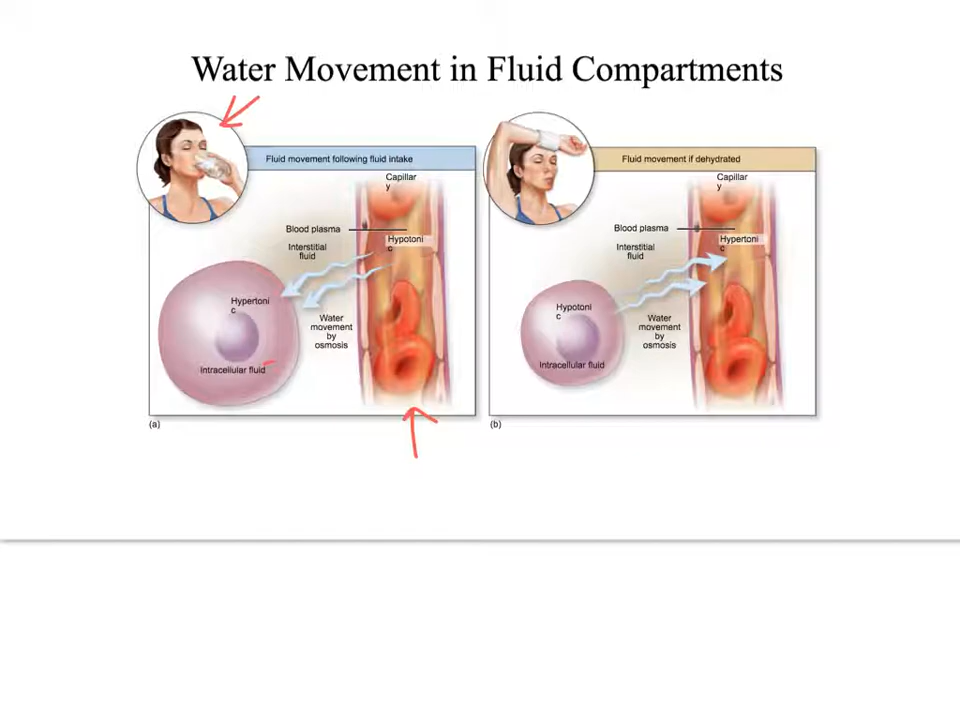 Water Movement in Fluid Compartments
Fluid movement following fluid intake
Capillar
y
Blood plasma
Hypotoni
c
Interstitial
fluid
Hypertoni
c
Water
movement
by
osmosis
Intracellular fluid
(a)
Fluid movement if dehydrated
Capillar
y
Blood plasma
Hypertoni
c
Interstitial
fluid
Hypotoni
c
Water
movement
by
osmosis
Intracellular fluid
(b)